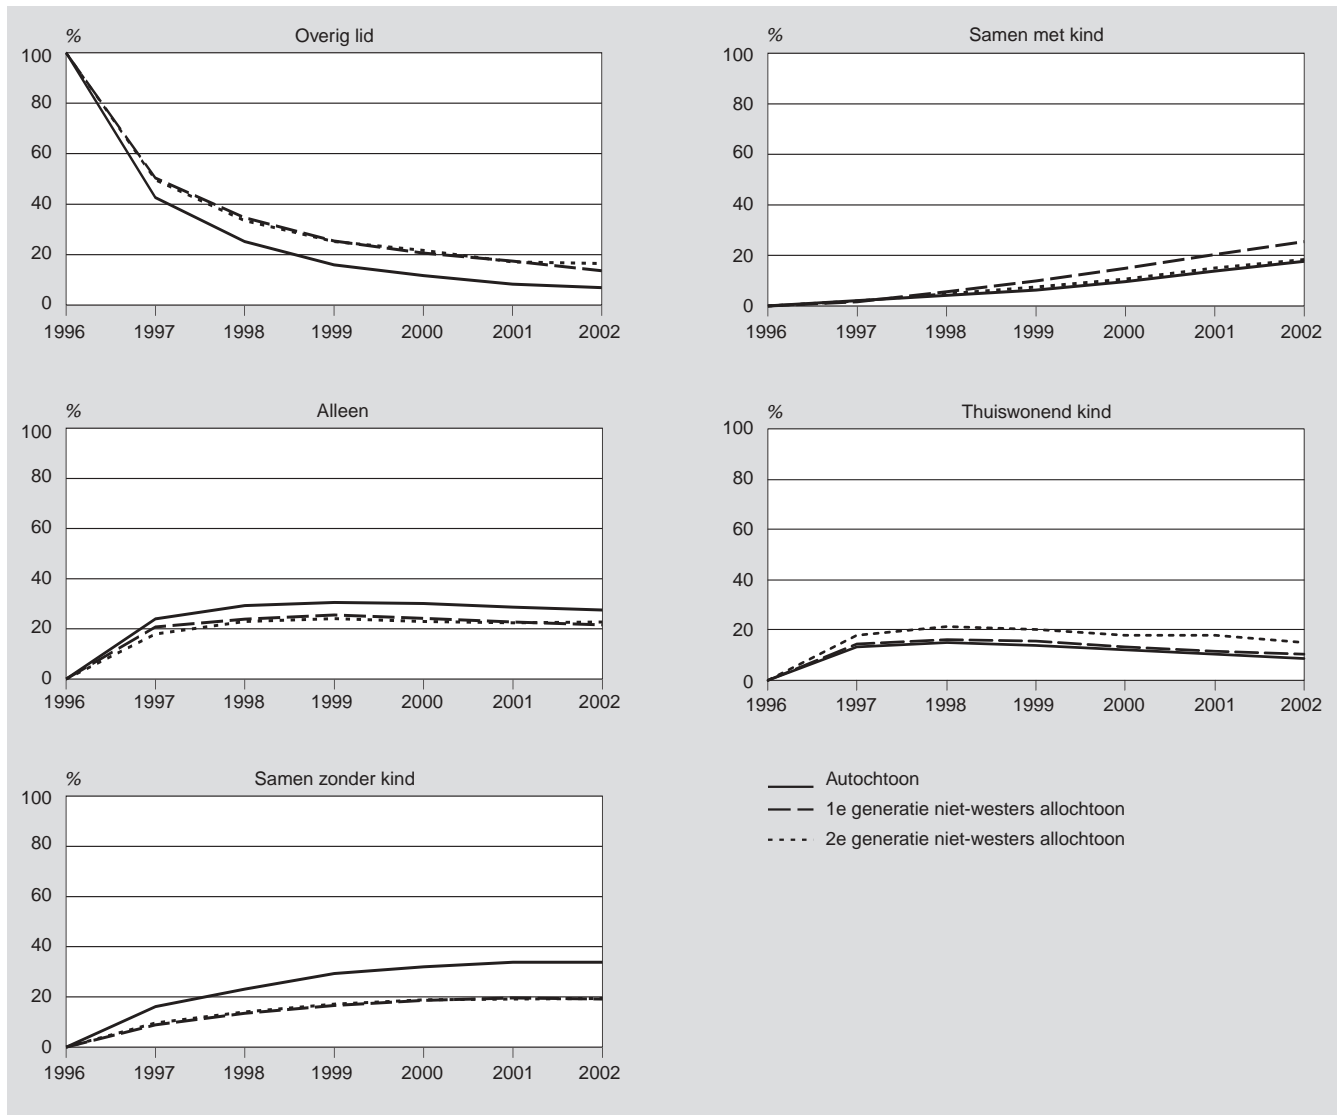 % Overig lid
100
80
60
40
20
0
1996 1997 1998 1999 2000 2001 2002
% Samen met kind
100
80
60
40
20
0
1996 1997 1998 1999 2000 2001 2002
% Alleen
100
80
60
40
20
0
1996 1997 1998 1999 2000 2001 2002
% Thuiswonend kind
100
80
60
40
20
0
1996 1997 1998 1999 2000 2001 2002
% Samen zonder kind
100
80
60
40
20
0
1996 1997 1998 1999 2000 2001 2002
Autochtoon
1e generatie niet-westers allochtoon
2e generatie niet-westers allochtoon